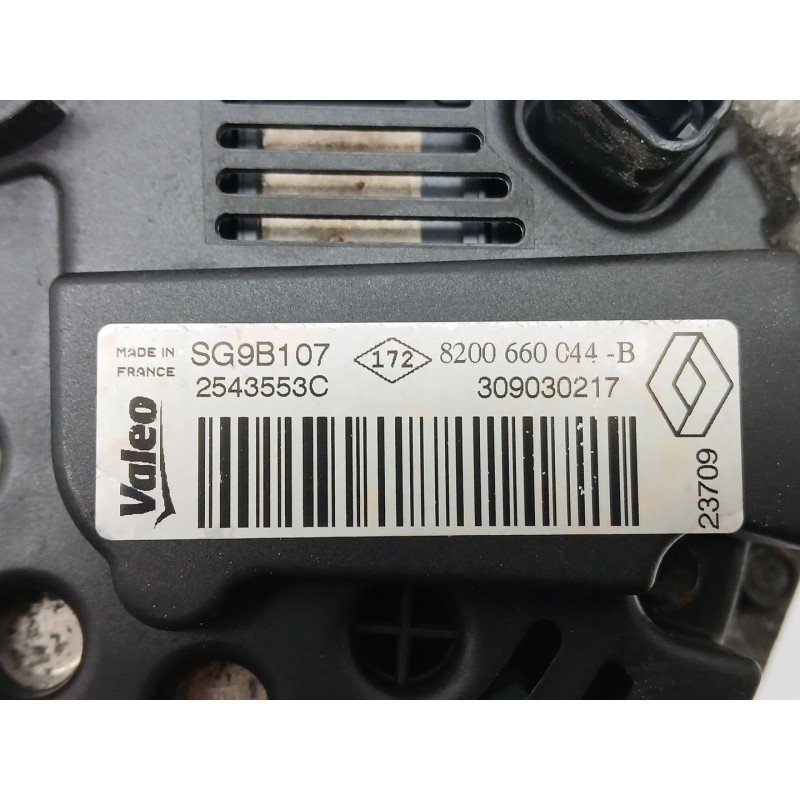 MADE IN
FRANCE
SG9B107
172
8200 660 044 -B
2543553C
309030217
Valeo
23709